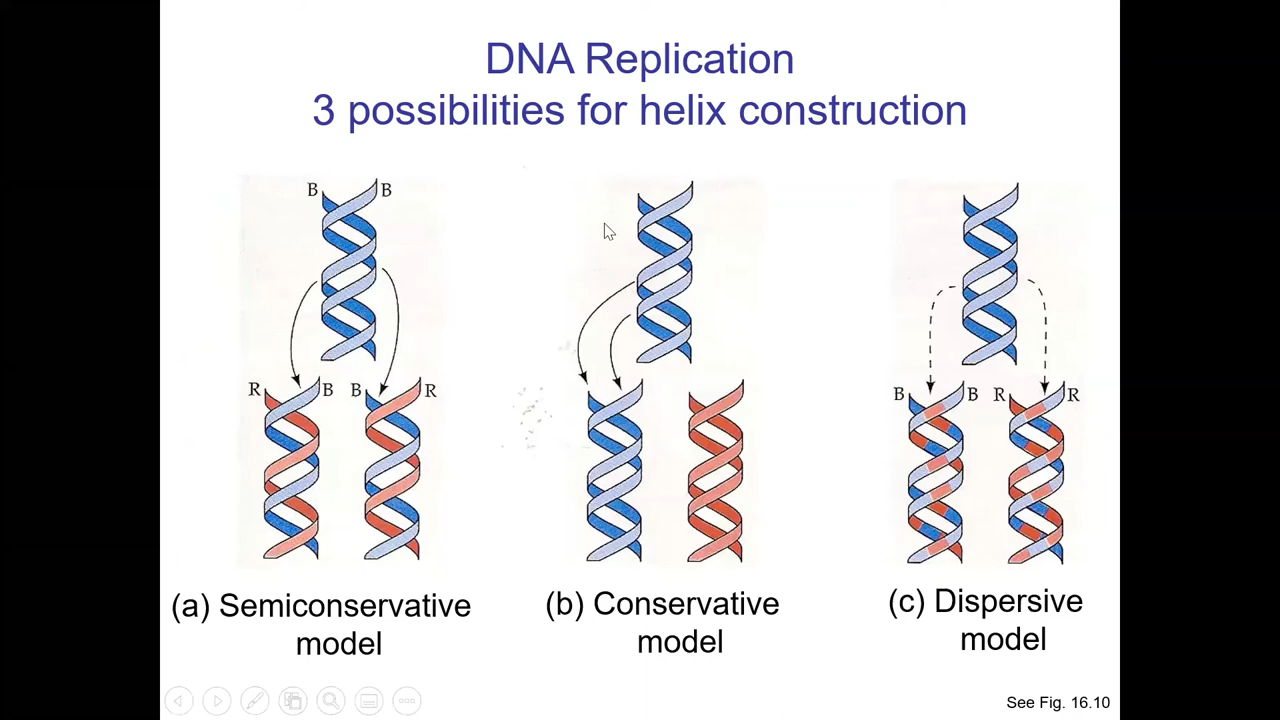 DNA Replication
3 possibilities for helix construction
B B
R B B R
B B R R
(a) Semiconservative
model
(b) Conservative
model
(c) Dispersive
model
See Fig. 16.10